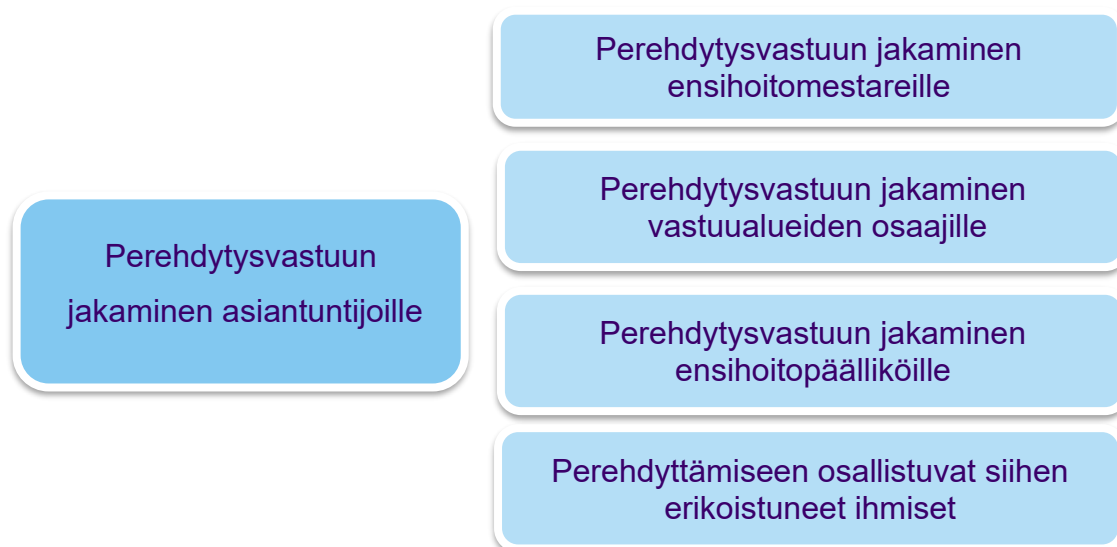 Perehdytysvastuun
jakaminen asiantuntijoille
Perehdytysvastuun jakaminen
ensihoitomestareille
Perehdytysvastuun jakaminen
vastuualueiden osaajille
Perehdytysvastuun jakaminen
ensihoitopäälliköille
Perehdyttämiseen osallistuvat siihen
erikoistuneet ihmiset